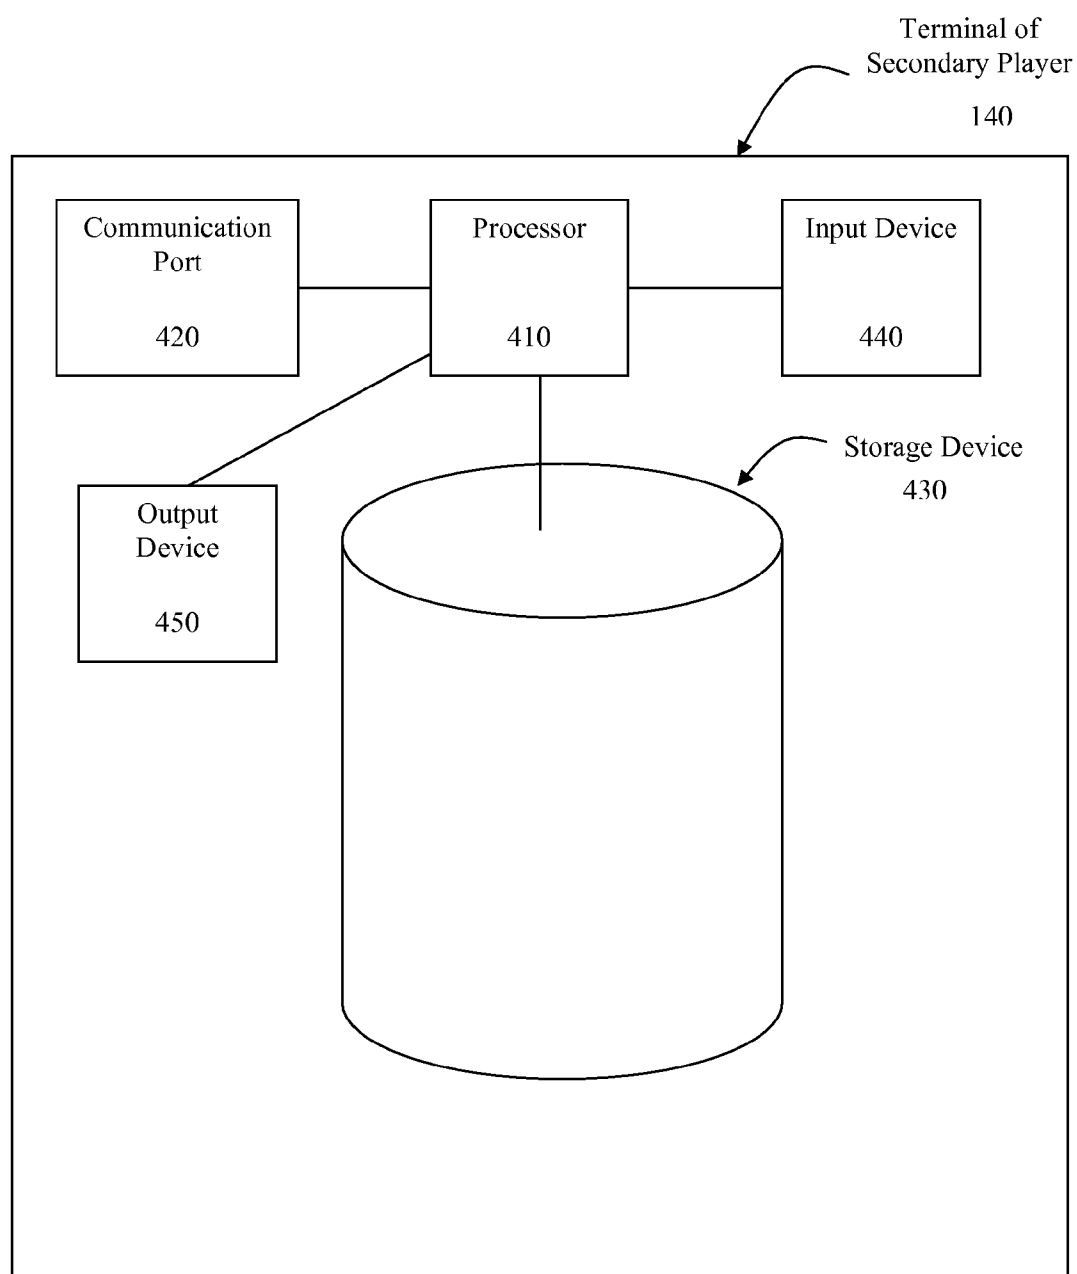 Terminal of
Secondary Player
140
Communication
Port
420
Processor
410
Input Device
440
Storage Device
430
Output
Device
450